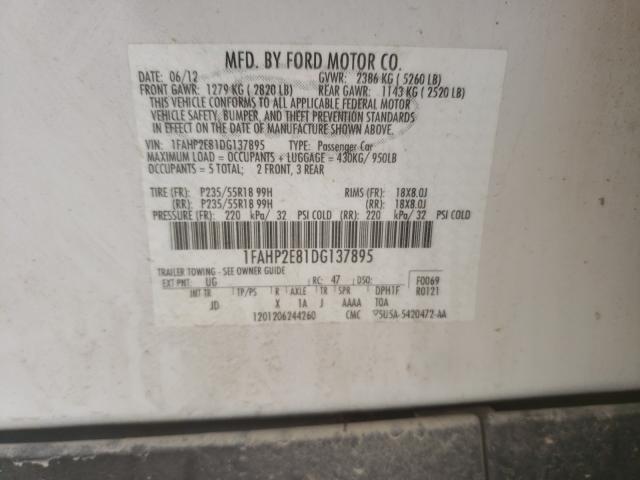 MFD. BY FORD MOTOR CO.
DATE: 06/12 GVWR: 2386 KG ( 5260 LB)
FRONT GAWR: 1279 KG ( 2820 LB) REAR GAWR: 1143 KG ( 2520 LB)
THIS VEHICLE CONFORMS TO ALL APPLICABLE FEDERAL MOTOR
VEHICLE SAFETY, BUMPER, AND THEFT PREVENTION STANDARDS
IN EFFECT ON THE DATE OF MANUFACTURE SHOWN ABOVE.
VIN: 1FAHP2E81DG137895 TYPE: Passenger Car
MAXIMUM LOAD = OCCUPANTS + LUGGAGE = 430KG/ 950LB
OCCUPANTS = 5 TOTAL: 2 FRONT, 3 REAR
TIRE (FR): P235/55R18 99H RIMS (FR): 18X8.0J
(RR): P235/55R18 99H (RR): 18X8.0J
PRESSURE (FR): 220 kPa/ 32 PSI COLD (RR): 220 kPa/ 32 PSI COLD
1FAHP2E81DG137895
TRAILER TOWING - SEE OWNER GUIDE
EXT PNT: UG RC: 47 DSO: F0069
INT TR TP/PS R AXLE TR SPR DPHTF R0121
JD X 1A J AAAA TOA
1201206244260 CMC 5U5A-5420472-AA